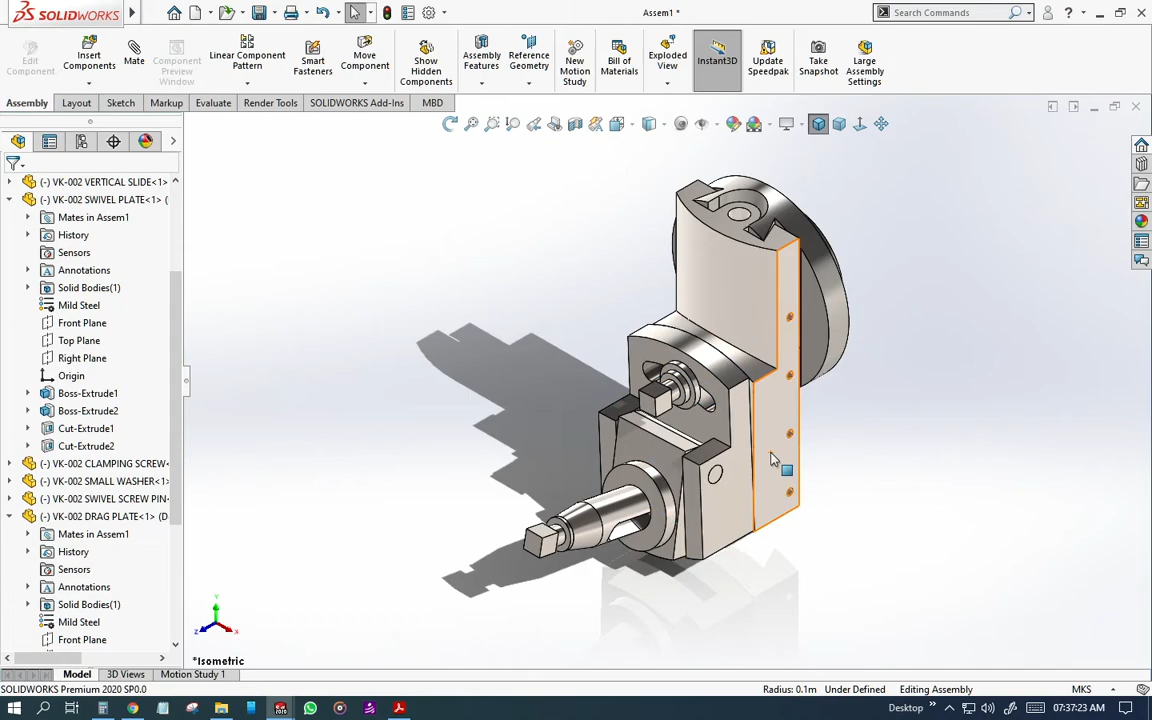 SOLIDWORKS
Assem1 *
Search Commands
Edit Component
Insert Components
Mate
Component Preview Window
Linear Component Pattern
Smart Fasteners
Move Component
Show Hidden Components
Assembly Features
Reference Geometry
New Motion Study
Bill of Materials
Exploded View
Instant3D
Update Speedpak
Take Snapshot
Large Assembly Settings
Assembly
Layout
Sketch
Markup
Evaluate
Render Tools
SOLIDWORKS Add-Ins
MBD
(-) VK-002 VERTICAL SLIDE<1>
(-) VK-002 SWIVEL PLATE<1> (
Mates in Assem1
History
Sensors
Annotations
Solid Bodies(1)
Mild Steel
Front Plane
Top Plane
Right Plane
Origin
Boss-Extrude1
Boss-Extrude2
Cut-Extrude1
Cut-Extrude2
(-) VK-002 CLAMPING SCREW<
(-) VK-002 SMALL WASHER<1>
(-) VK-002 SWIVEL SCREW PIN<
(-) VK-002 DRAG PLATE<1> (D
Mates in Assem1
History
Sensors
Annotations
Solid Bodies(1)
Mild Steel
Front Plane
Y
X
Z
*Isometric
Model
3D Views
Motion Study 1
SOLIDWORKS Premium 2020 SP0.0
Radius: 0.1m
Under Defined
Editing Assembly
MKS
Desktop
07:37:23 AM